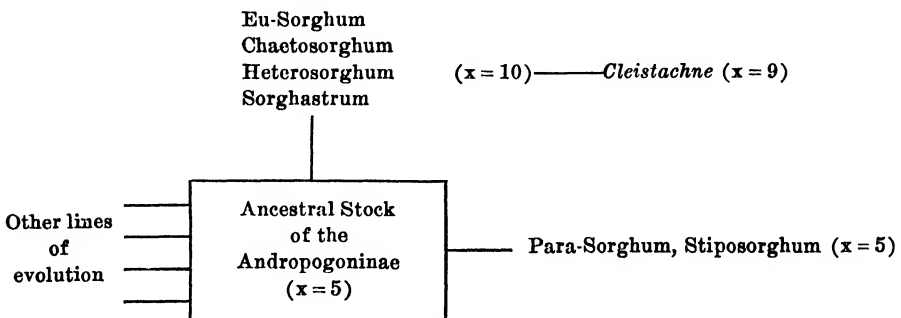 Eu-Sorghum
Chaetosorghum
Heterosorghum (x = 10) Cleistachne (x = 9)
Sorghastrum
Other lines
of
evolution
Ancestral Stock
of the
Andropogoninae
(x = 5)
Para-Sorghum, Stiposorghum (x = 5)